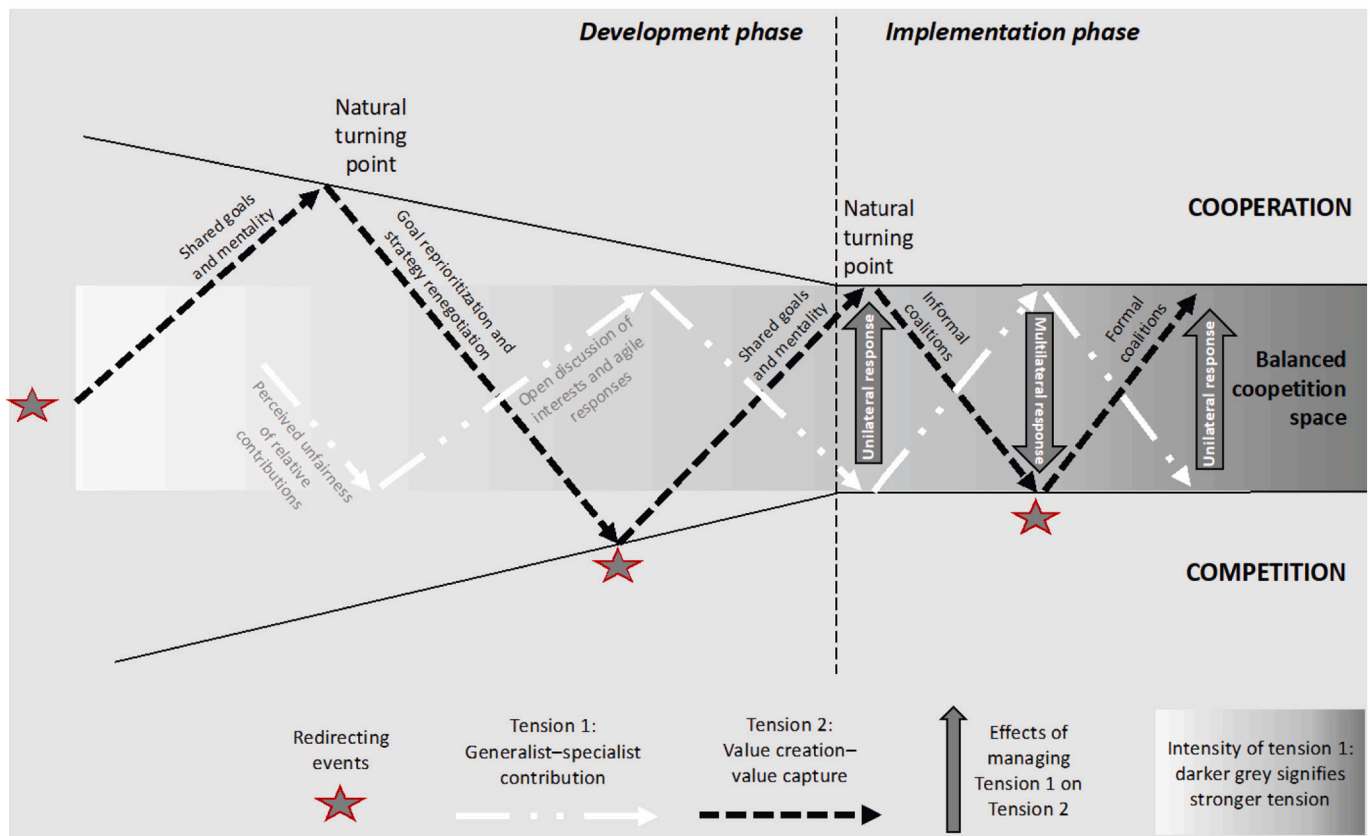 Development phase
Implementation phase
Natural
turning
point
Shared goals
and mentality
Goal reprioritization and
strategy renegotiation
Perceived unfairness
of relative
contributions
Open discussion of
interests and agile
responses
Shared goals
and mentality
Natural
turning
point
COOPERATION
Unilateral response
Informal
coalitions
Multilateral response
Formal
coalitions
Unilateral response
Balanced
coopetition
space
COMPETITION
Redirecting
events
Tension 1:
Generalist–specialist
contribution
Tension 2:
Value creation–
value capture
Effects of
managing
Tension 1 on
Tension 2
Intensity of tension 1:
darker grey signifies
stronger tension